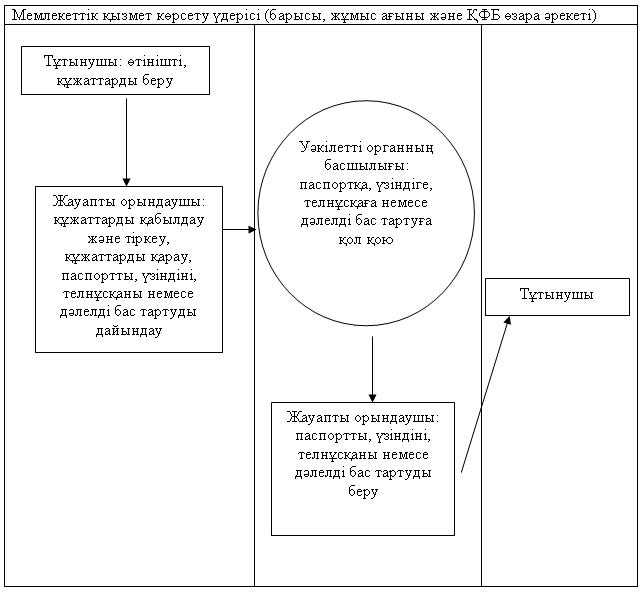 Мемлекеттік қызмет көрсету үдерісі (барысы, жұмыс ағыны және ҚФБ өзара әрекеті)
Тұтынушы: өтінішті,
құжаттарды беру
Жауапты орындаушы:
құжаттарды қабылдау
және тіркеу,
құжаттарды қарау,
паспортты, үзіндіні,
телнұсқаны немесе
дәлелді бас тартуды
дайындау
Уәкілетті органның
басшылығы:
паспортқа, үзіндіге,
телнұсқаға немесе
дәлелді бас тартуға
қол қою
Жауапты орындаушы:
паспортты, үзіндіні,
телнұсқаны немесе
дәлелді бас тартуды
беру
Тұтынушы